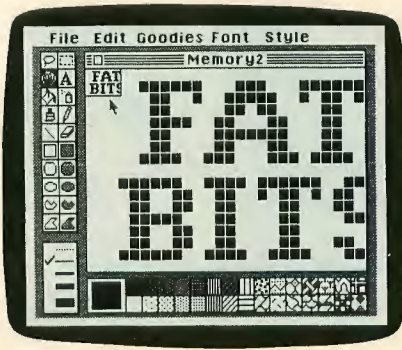 File Edit Goodies Font Style
Memory2
A
FAT
BITS
FAT
BITS